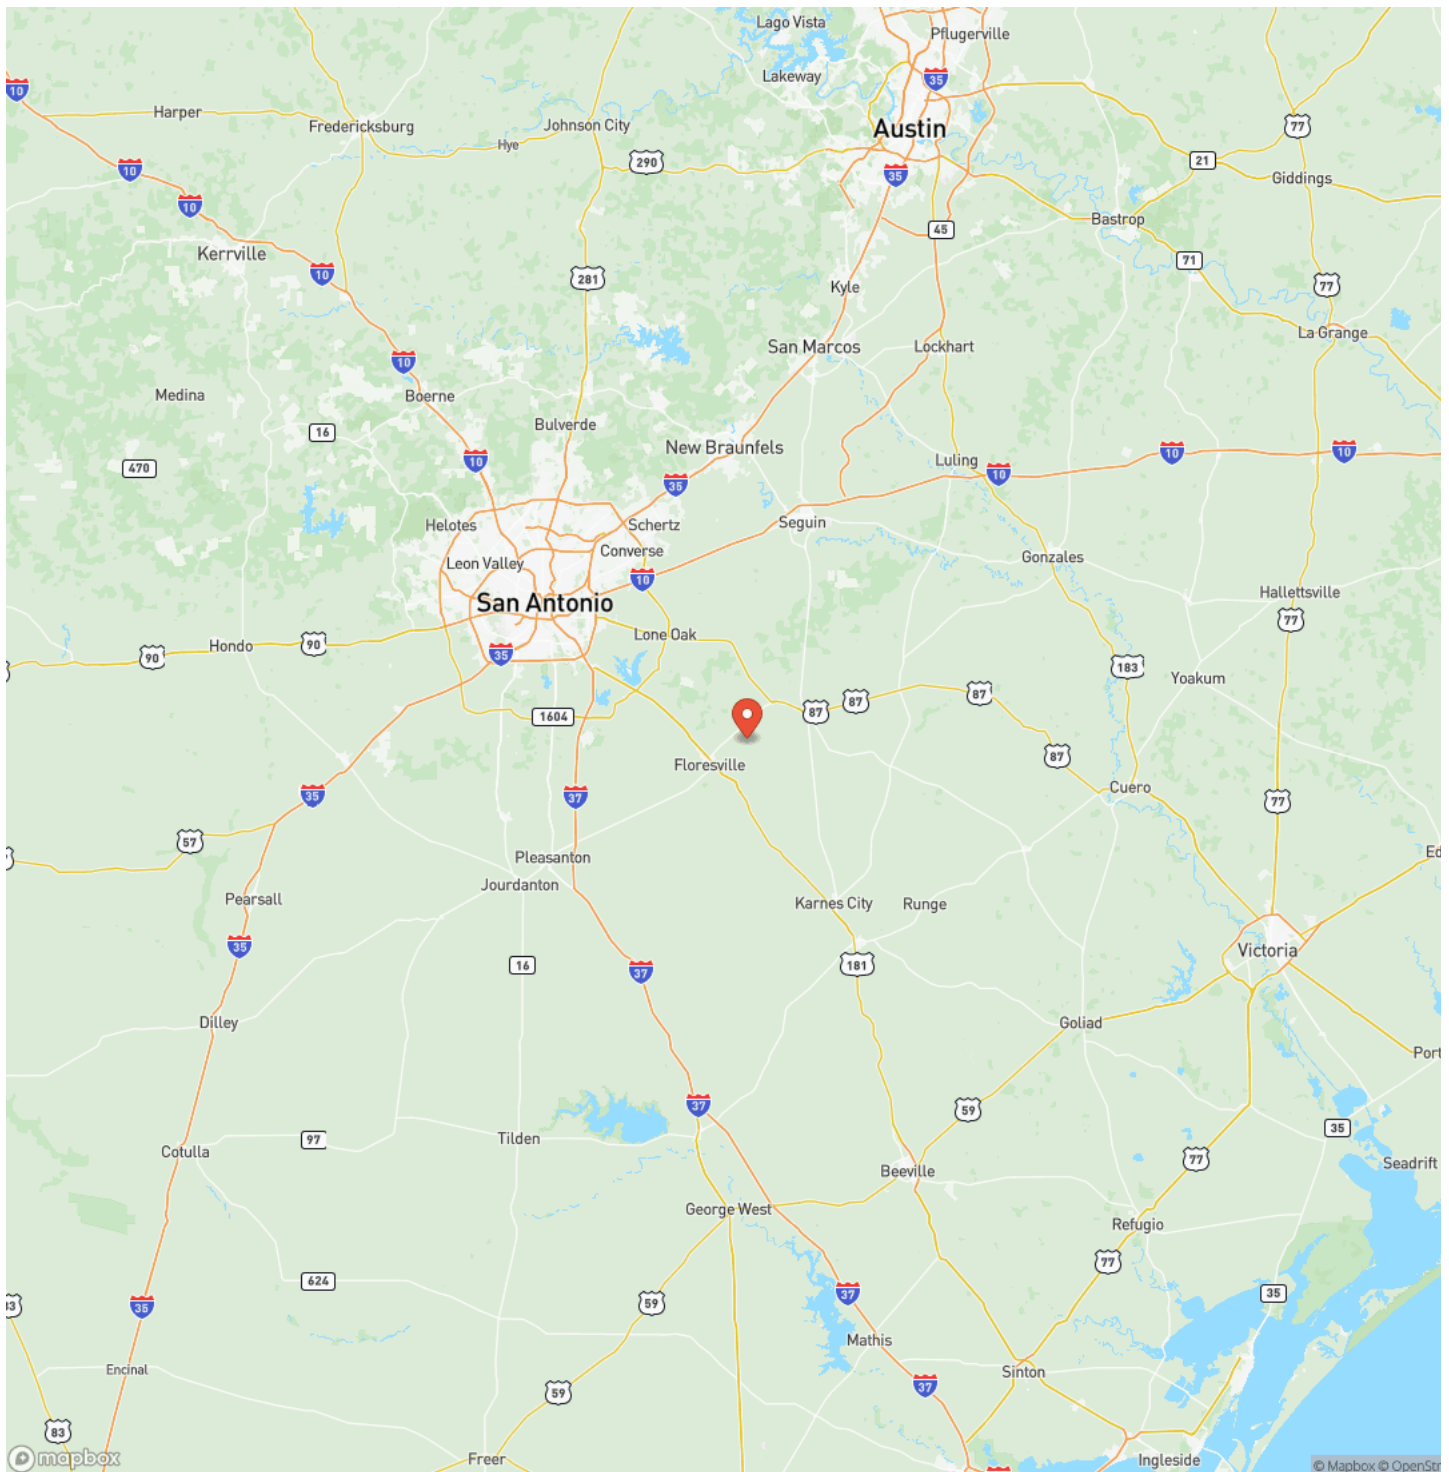 Lago Vista
Pflugerville
Lakeway
35
10
Harper
Fredericksburg
Johnson City
Austin
77
Hye
290
21
10
35
Giddings
10
Bastrop
45
Kerrville
71
10
281
Kyle
77
La Grange
San Marcos
Lockhart
10
Medina
Boerne
Bulverde
16
New Braunfels
10
10
470
10
Luling
10
35
Helotes
Schertz
Seguin
Converse
Gonzales
Leon Valley
10
Hallettsville
San Antonio
77
Lone Oak
Hondo
90
90
35
183
Yoakum
87
87
87
1604
87
Floresville
Cuero
35
37
77
57
Pleasanton
Ed
Jourdanton
Pearsall
Karnes City
Runge
35
Victoria
16
181
37
Dilley
Goliad
Port
37
59
35
97
Tilden
Cotulla
77
Seadrift
Beeville
George West
Refugio
77
624
37
35
83
35
59
Mathis
Encinal
Sinton
37
59
83
mapbox
Freer
Ingleside
© Mapbox © OpenStr